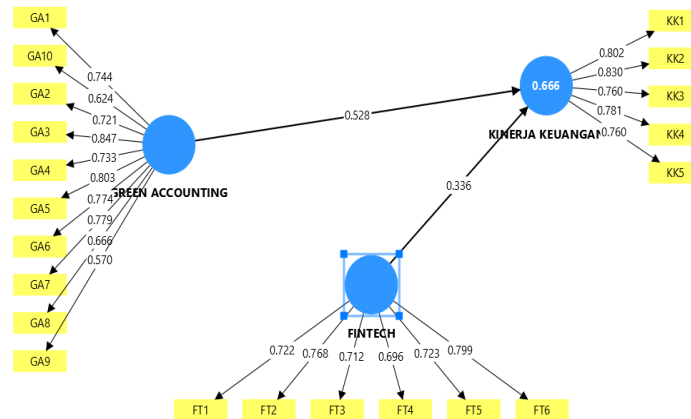 GA1
GA10
GA2
GA3
GA4
GA5
GA6
GA7
GA8
GA9
0.744
0.624
0.721
0.847
0.733
0.803
0.774
0.779
0.666
0.570
GREEN ACCOUNTING
0.528
0.336
0.666
KINERJA KEUANGAN
0.802
0.830
0.760
0.781
0.760
KK1
KK2
KK3
KK4
KK5
FINTECH
0.722
0.768
0.712
0.696
0.723
0.799
FT1
FT2
FT3
FT4
FT5
FT6